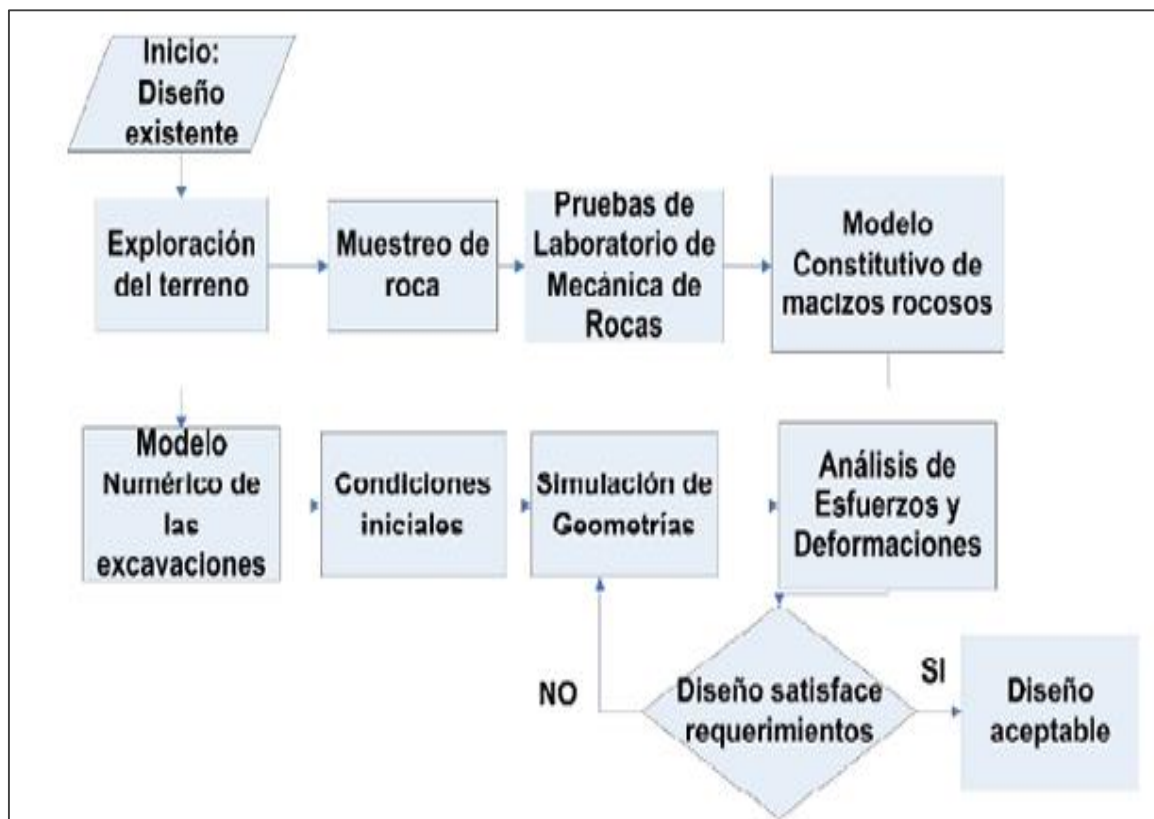 Inicio:
Diseño
existente
Exploración
del terreno
Muestreo de
roca
Pruebas de
Laboratorio de
Mecánica de
Rocas
Modelo
Constitutivo de
macizos rocosos
Modelo
Numérico de
las
excavaciones
Condiciones
iniciales
Simulación de
Geometrías
Análisis de
Esfuerzos y
Deformaciones
NO
Diseño satisface
requerimientos
SI
Diseño
aceptable